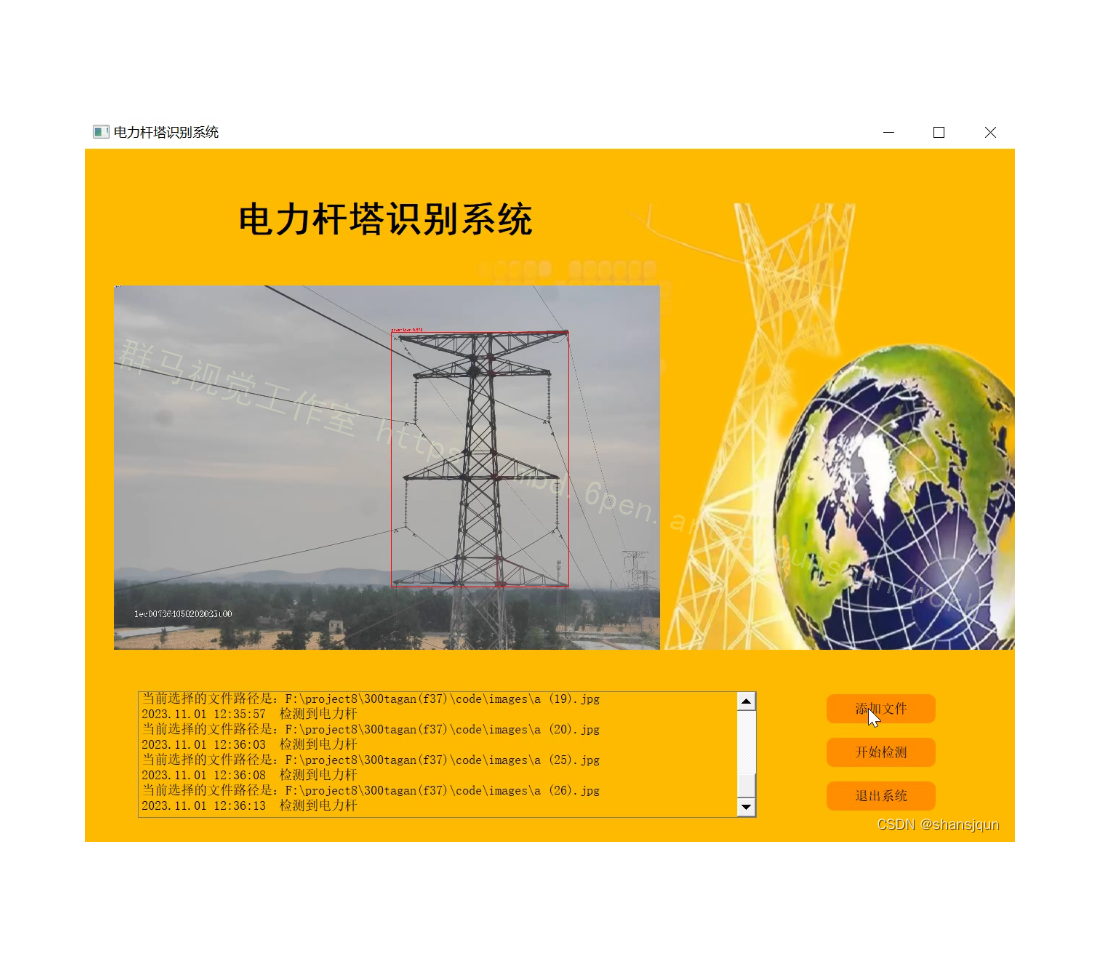 电力杆塔识别系统
电力杆塔识别系统
群马视觉工作室 https
mbd.6pen.
当前选择的文件路径是：F:\project8\300tagan(f37)\code\images\a (19).jpg
2023.11.01 12:35:57 检测到电力杆
当前选择的文件路径是：F:\project8\300tagan(f37)\code\images\a (20).jpg
2023.11.01 12:36:03 检测到电力杆
当前选择的文件路径是：F:\project8\300tagan(f37)\code\images\a (25).jpg
2023.11.01 12:36:08 检测到电力杆
当前选择的文件路径是：F:\project8\300tagan(f37)\code\images\a (26).jpg
2023.11.01 12:36:13 检测到电力杆
添加文件
开始检测
退出系统
CSDN @shansjqun